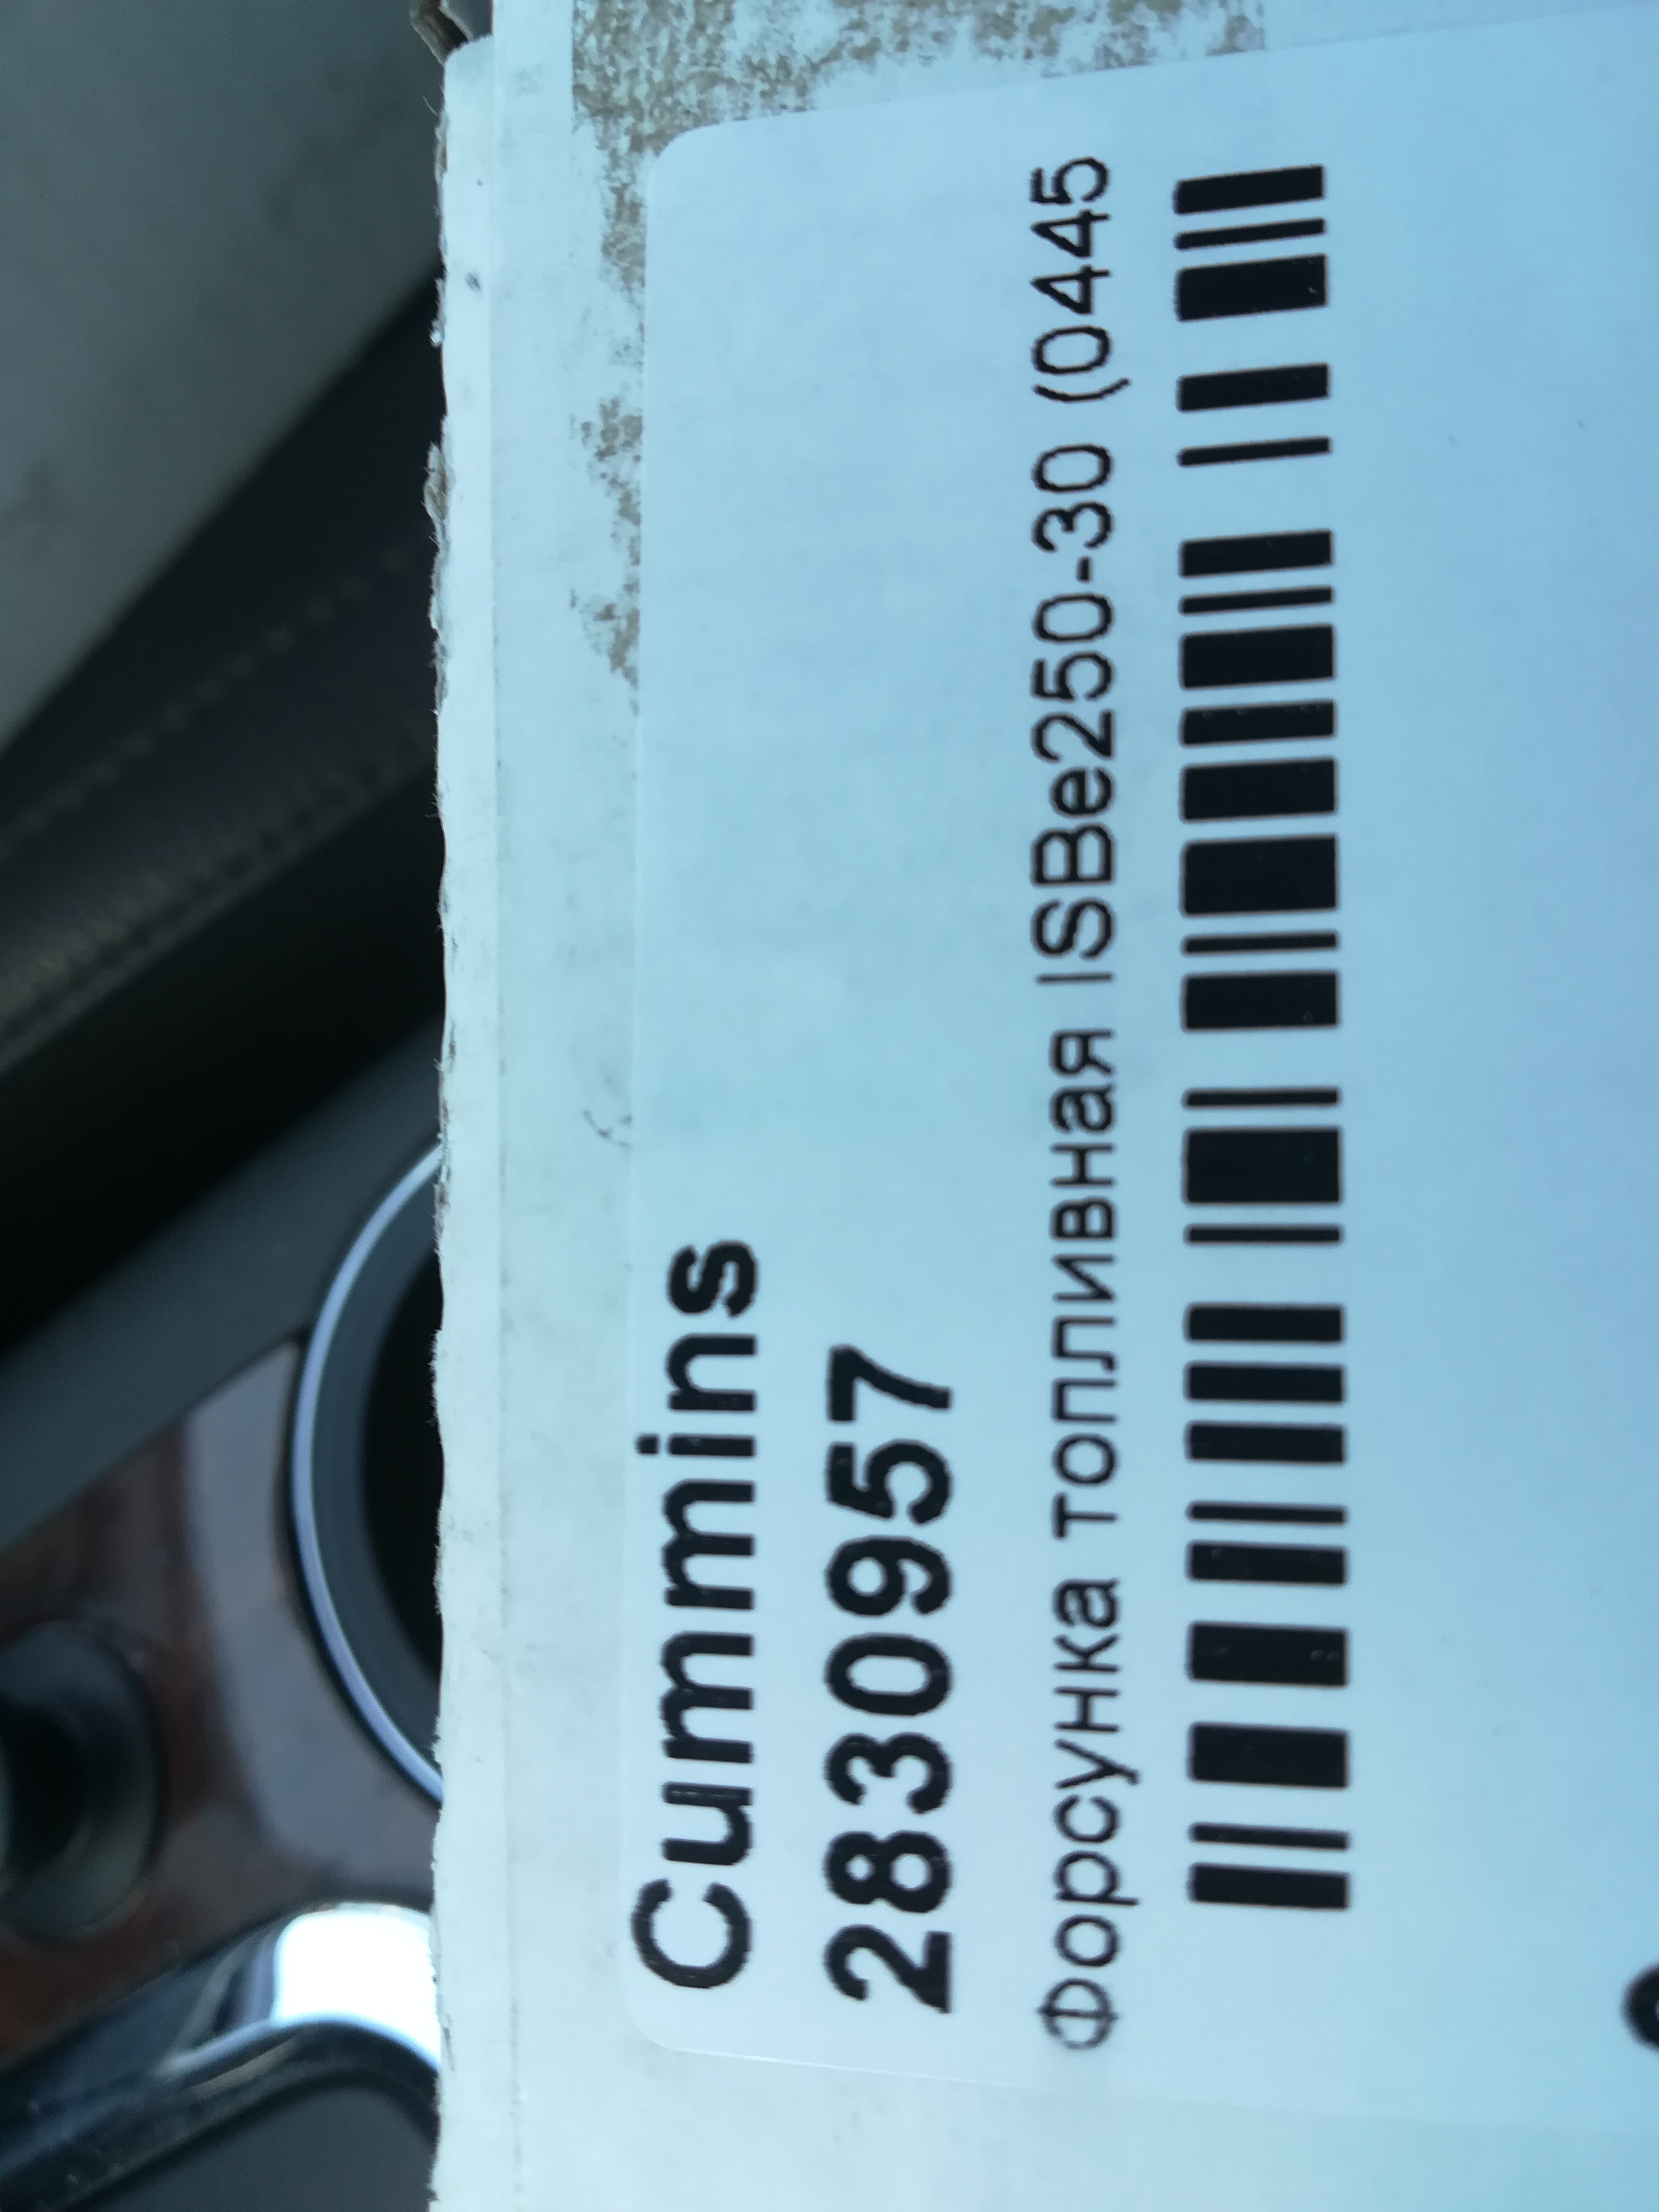 Cummins
2830957
Форсунка топливная ISBe250-30 (0445